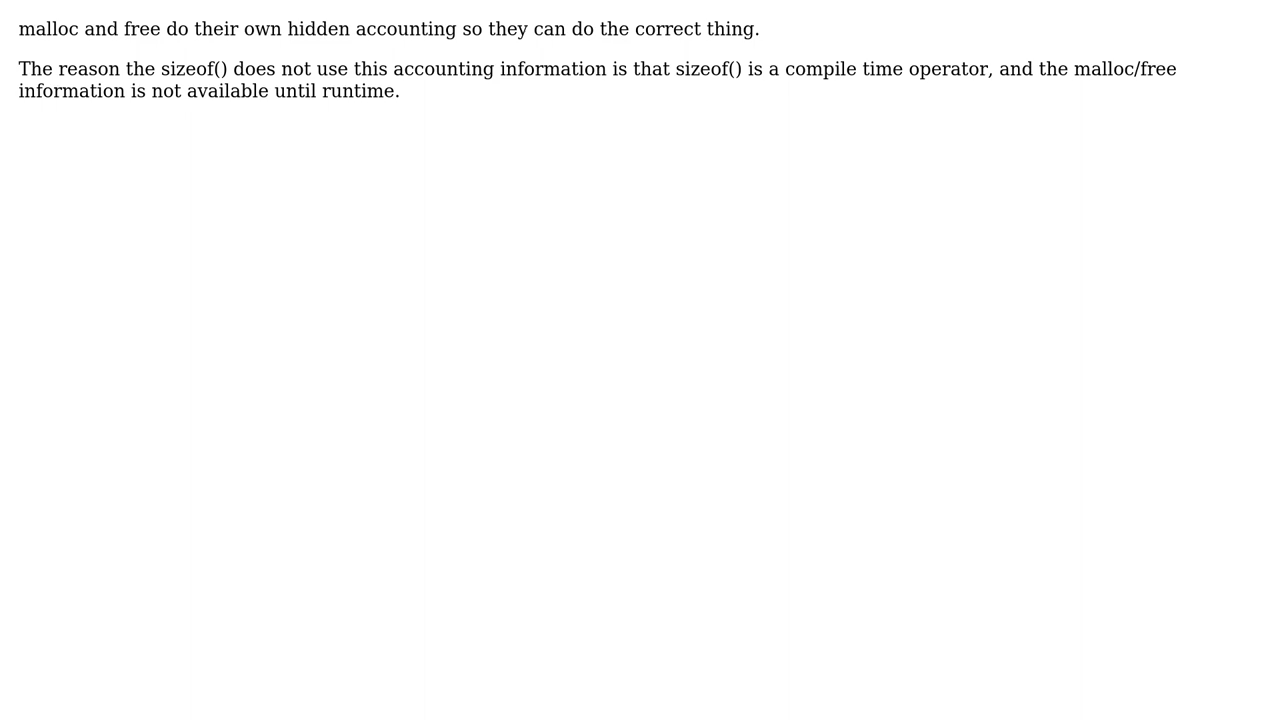 malloc and free do their own hidden accounting so they can do the correct thing.
The reason the sizeof() does not use this accounting information is that sizeof() is a compile time operator, and the malloc/free
information is not available until runtime.